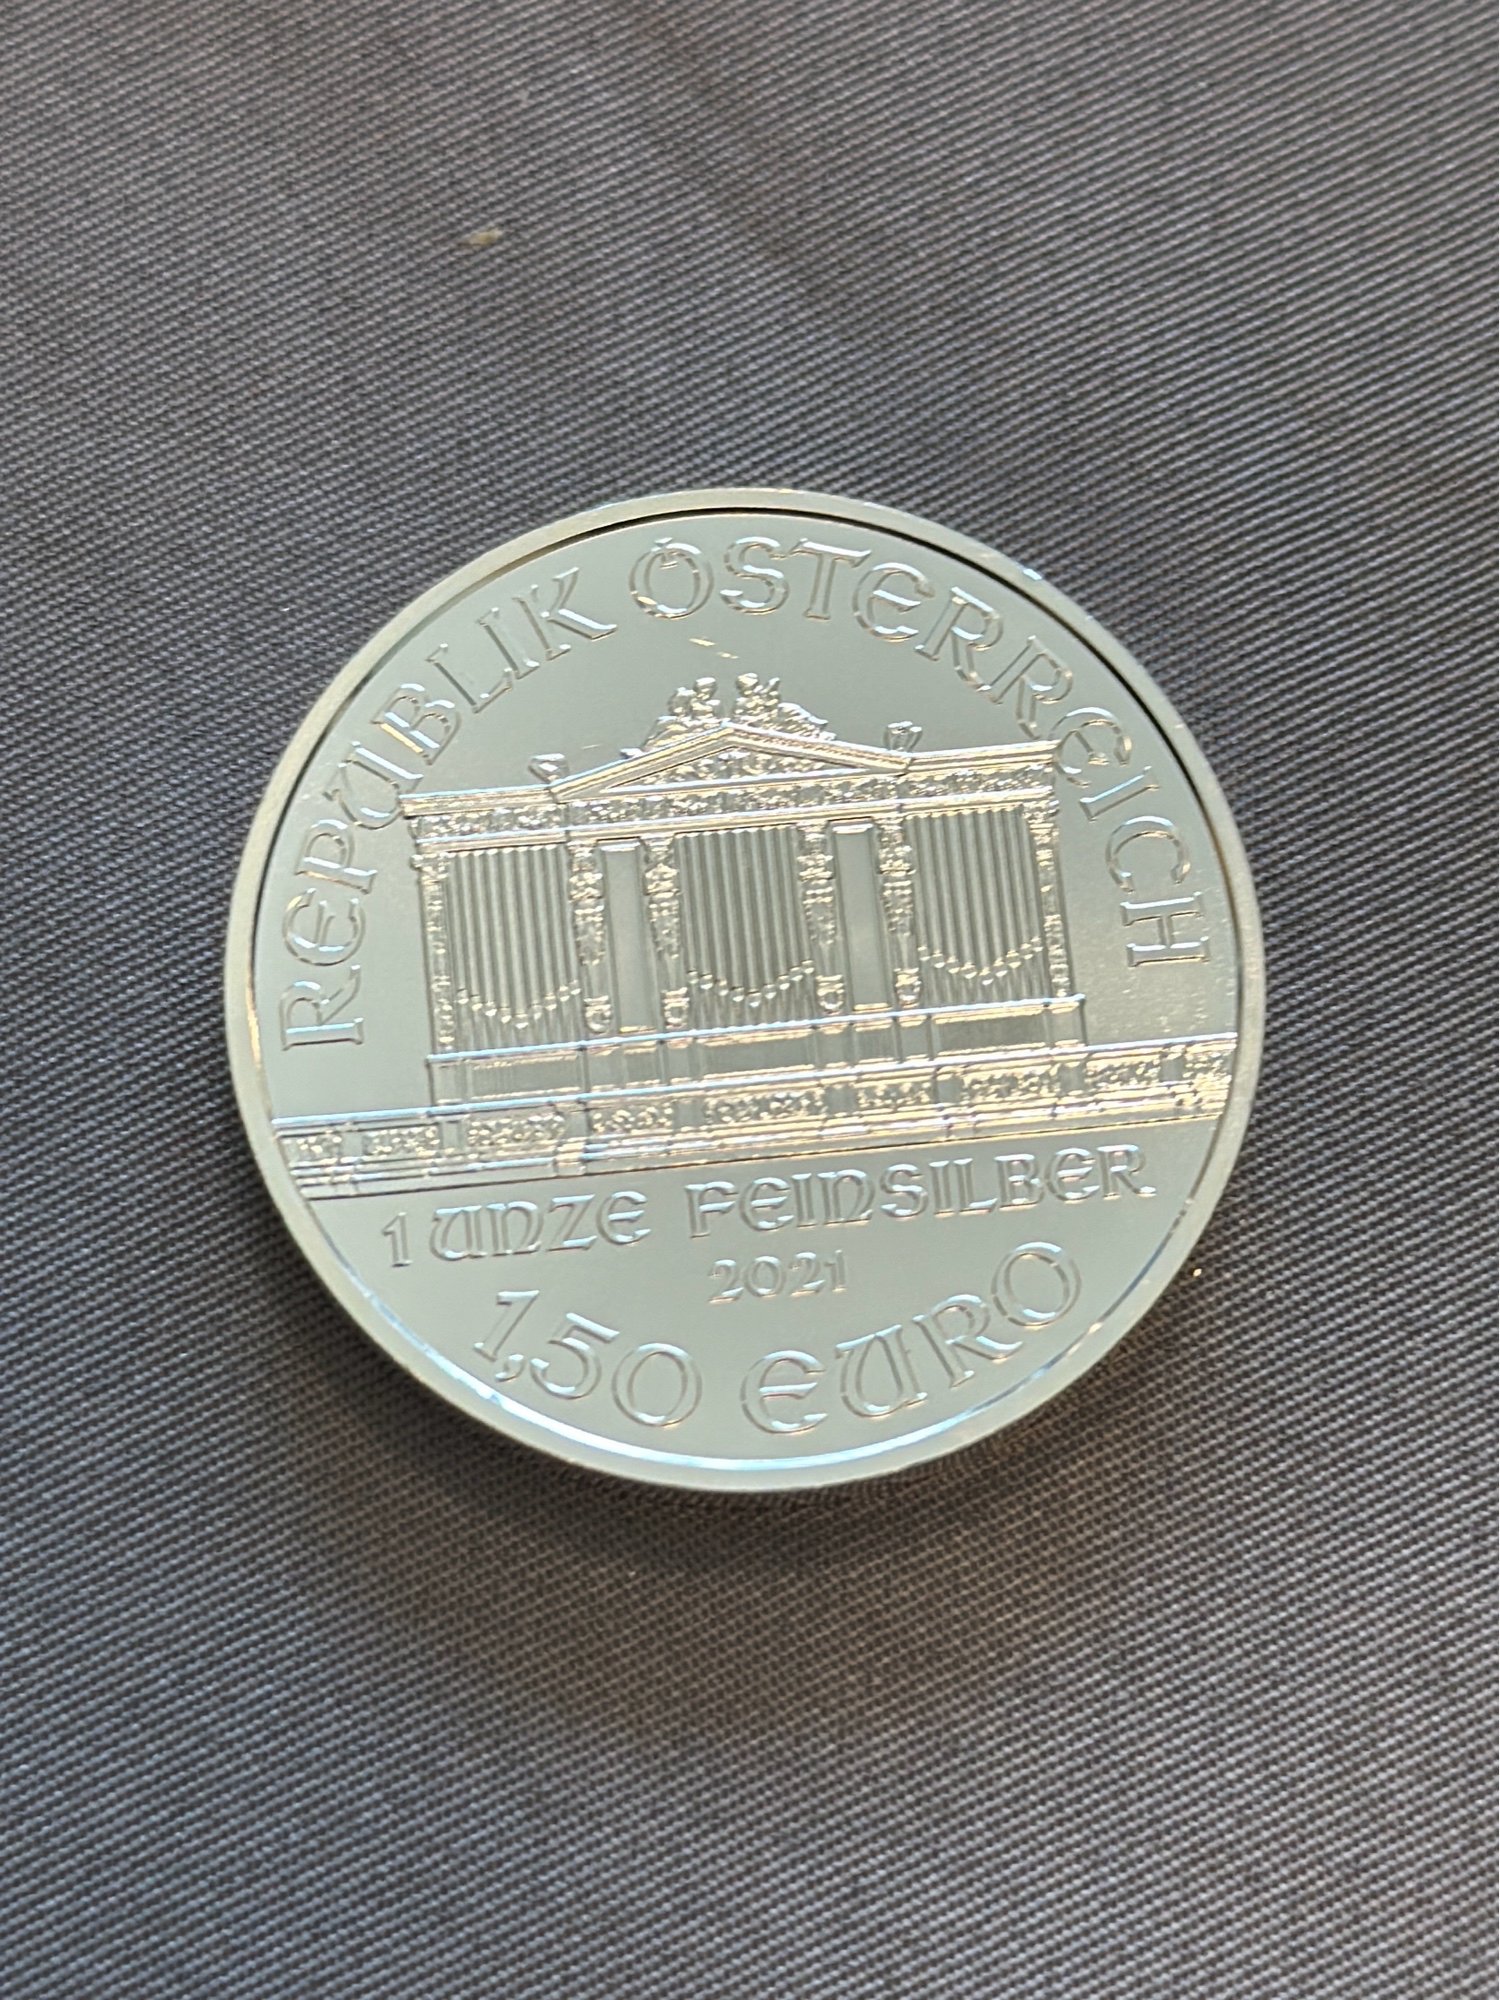 REPUBLIK ÖSTERREICH
1 UNZE FEINSILBER
2021
1,50 EURO